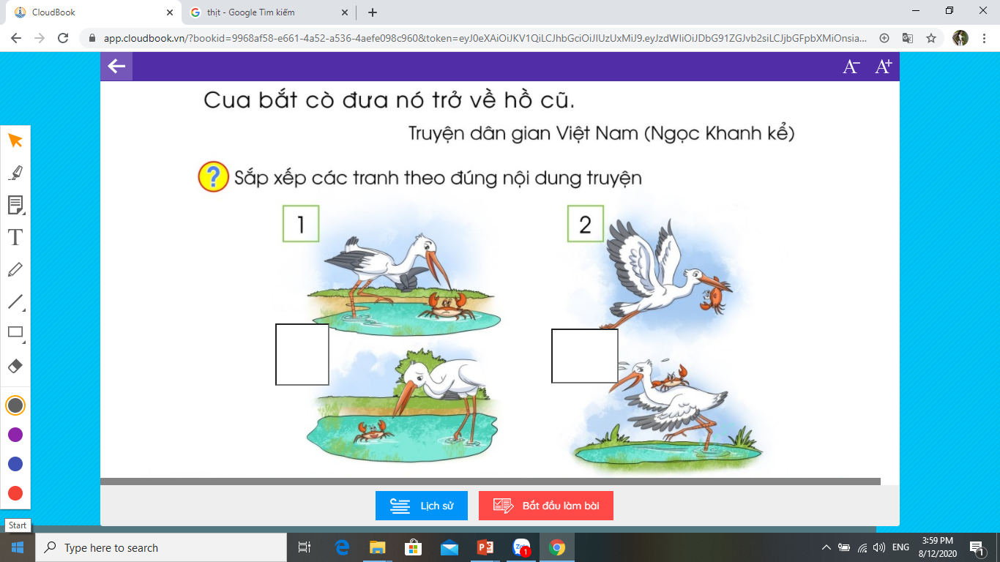 CloudBook
thịt - Google Tìm kiếm
app.cloudbook.vn/?bookid=9968af58-e661-4a52-a536-4aefe098c960&token=eyJ0eXAiOiJKV1QiLCJhbGciOiJIUzUxMiJ9.eyJzdWIiOiJDbG91ZGJvb2siLCJjbGFpbXMiOnsia...
A- A+
Cua bắt cò đưa nó trở về hồ cũ.
Truyện dân gian Việt Nam (Ngọc Khanh kể)
? Sắp xếp các tranh theo đúng nội dung truyện
1 2
T
Lịch sử Bắt đầu làm bài
Start
Type here to search
Zalo 1
ENG
3:59 PM
8/12/2020
1